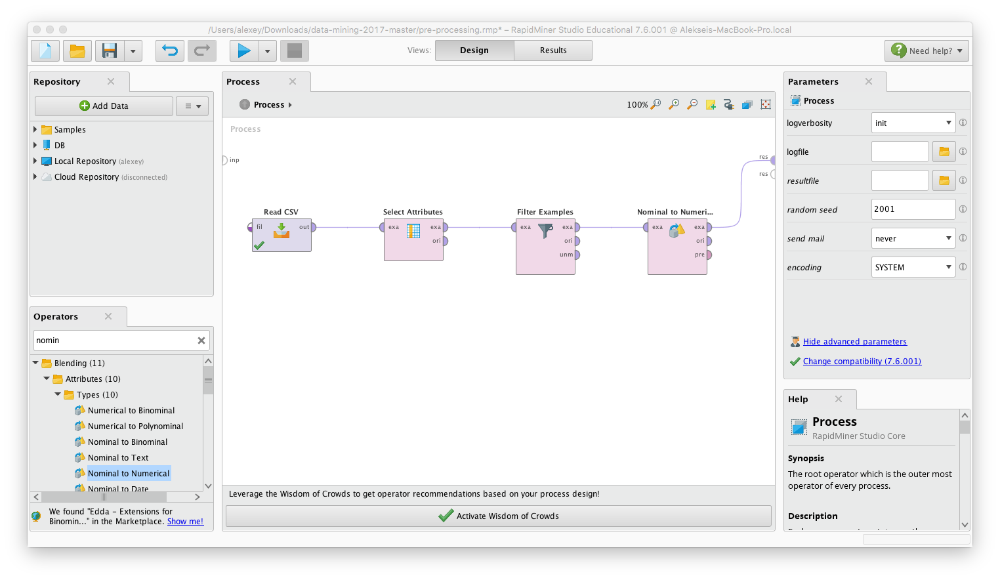 /Users/alexey/Downloads/data-mining-2017-master/pre-processing.rmp* – RapidMiner Studio Educational 7.6.001 @ Alekseis-MacBook-Pro.local
Views:
Design
Results
Need help?
Repository
Add Data
Samples
DB
Local Repository (alexey)
Cloud Repository (disconnected)
Operators
nomin
Blending (11)
Attributes (10)
Types (10)
Numerical to Binominal
Numerical to Polynominal
Nominal to Binominal
Nominal to Text
Nominal to Numerical
Nominal to Date
We found "Edda – Extensions for
Binomin..." in the Marketplace. Show me!
Process
Process
100%
Process
inp
res
res
Read CSV
fil
out
Select Attributes
exa
exa
ori
Filter Examples
exa
exa
ori
unm
Nominal to Numeri...
exa
exa
ori
pre
Leverage the Wisdom of Crowds to get operator recommendations based on your process design!
Activate Wisdom of Crowds
Parameters
Process
logverbosity
init
logfile
resultfile
random seed
2001
send mail
never
encoding
SYSTEM
Hide advanced parameters
Change compatibility (7.6.001)
Help
Process
RapidMiner Studio Core
Synopsis
The root operator which is the outer most
operator of every process.
Description